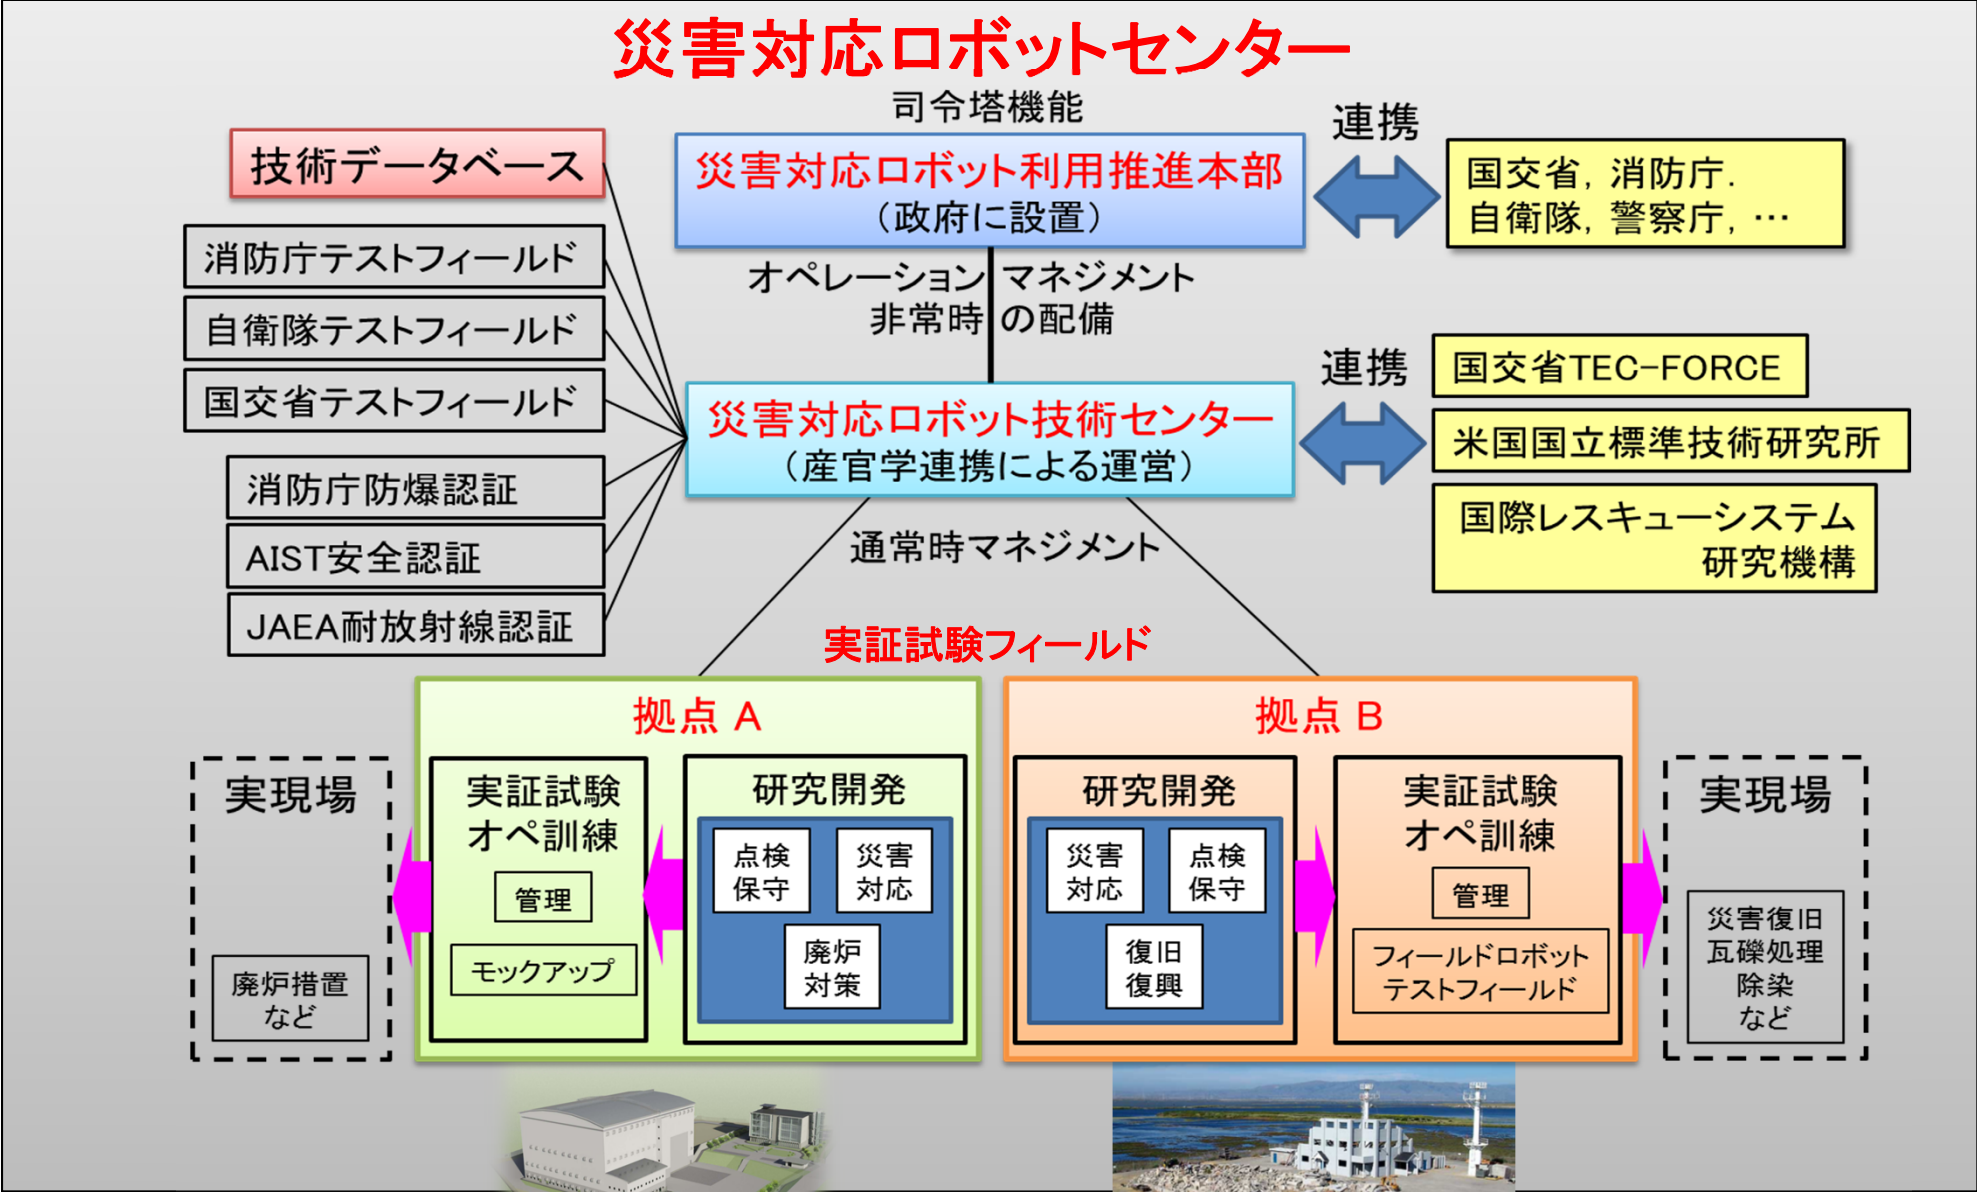 災害対応ロボットセンター
司令塔機能
災害対応ロボット利用推進本部
（政府に設置）
連携
国交省，消防庁．
自衛隊，警察庁，…
技術データベース
消防庁テストフィールド
自衛隊テストフィールド
国交省テストフィールド
消防庁防爆認証
AIST安全認証
JAEA耐放射線認証
オペレーションマネジメント
非常時の配備
災害対応ロボット技術センター
（産官学連携による運営）
連携
国交省TEC-FORCE
米国国立標準技術研究所
国際レスキューシステム
研究機構
通常時マネジメント
実証試験フィールド
拠点 A
実現場
廃炉措置
など
実証試験
オペ訓練
管理
モックアップ
研究開発
点検
保守
災害
対応
廃炉
対策
拠点 B
研究開発
災害
対応
点検
保守
復旧
復興
実証試験
オペ訓練
管理
フィールドロボット
テストフィールド
実現場
災害復旧
瓦礫処理
除染
など